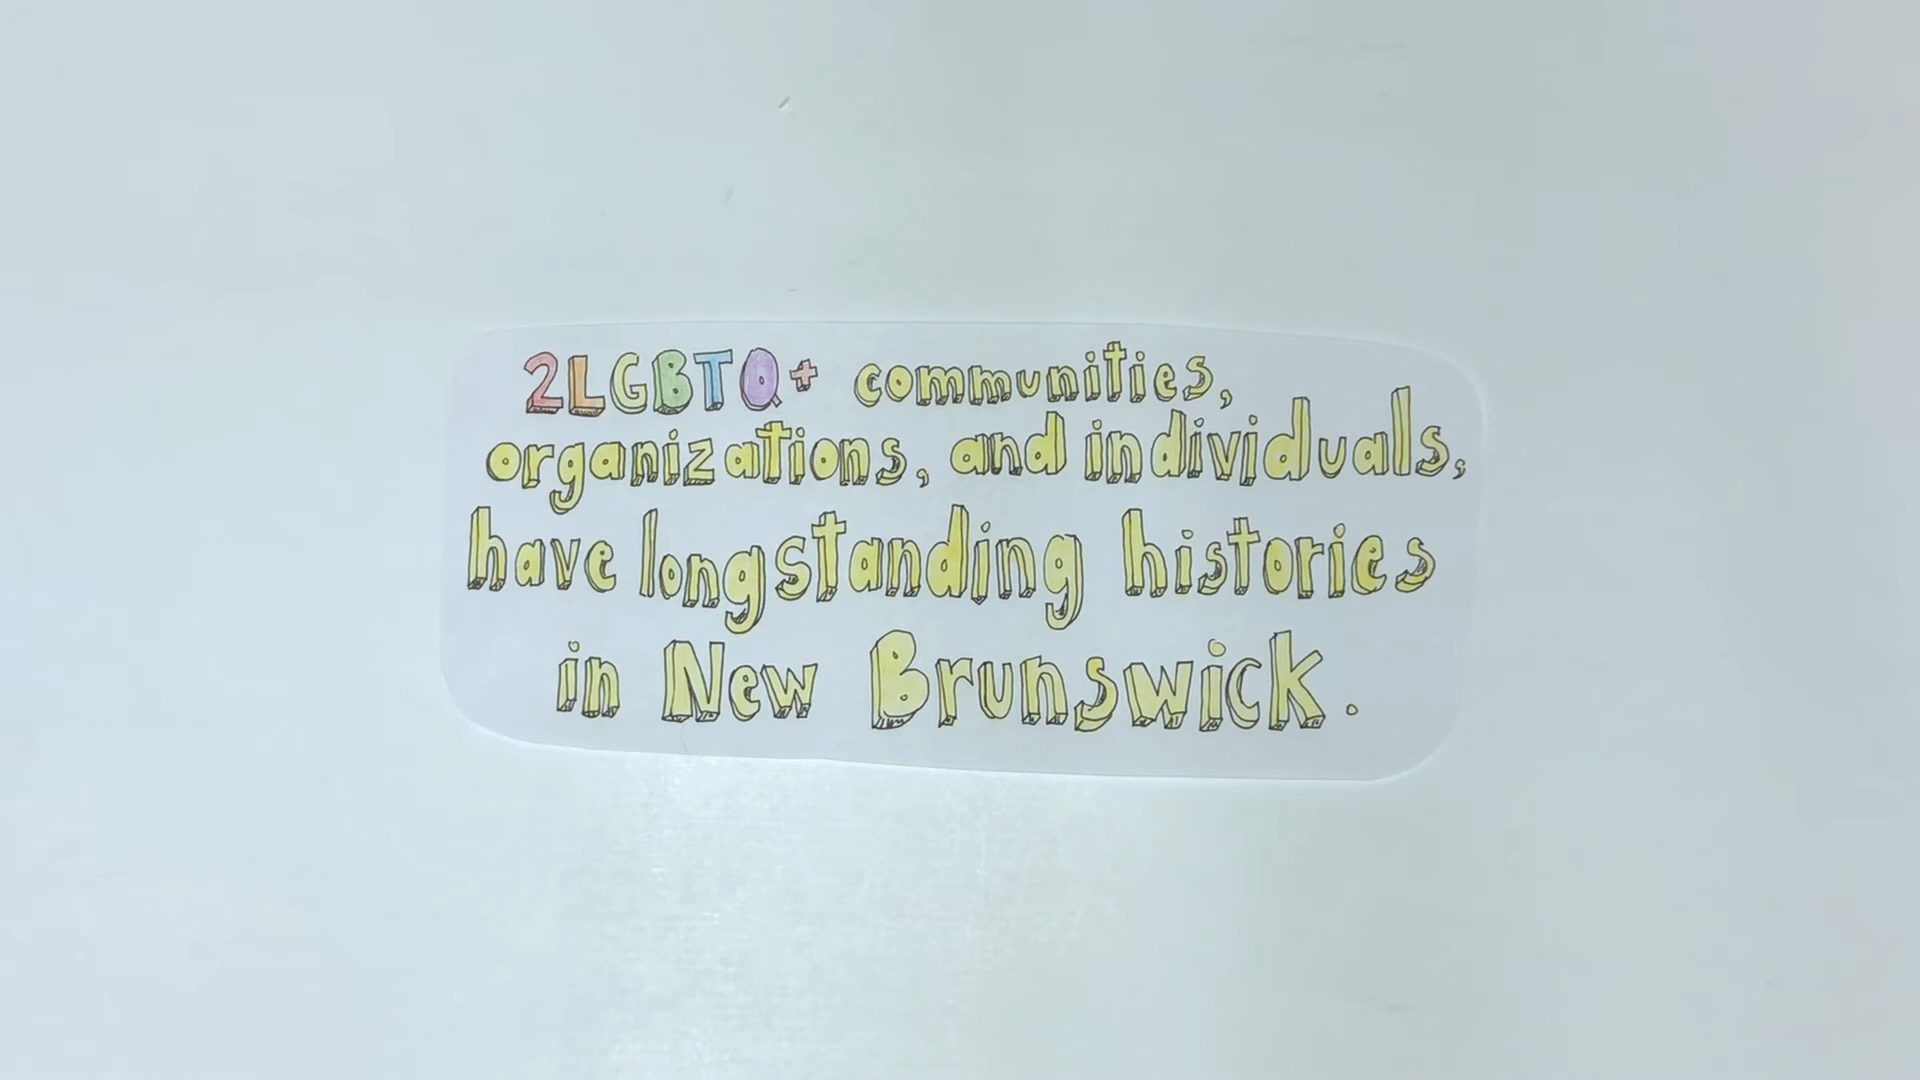 2LGBTQ+ communities,
organizations, and individuals,
have longstanding histories
in New Brunswick.